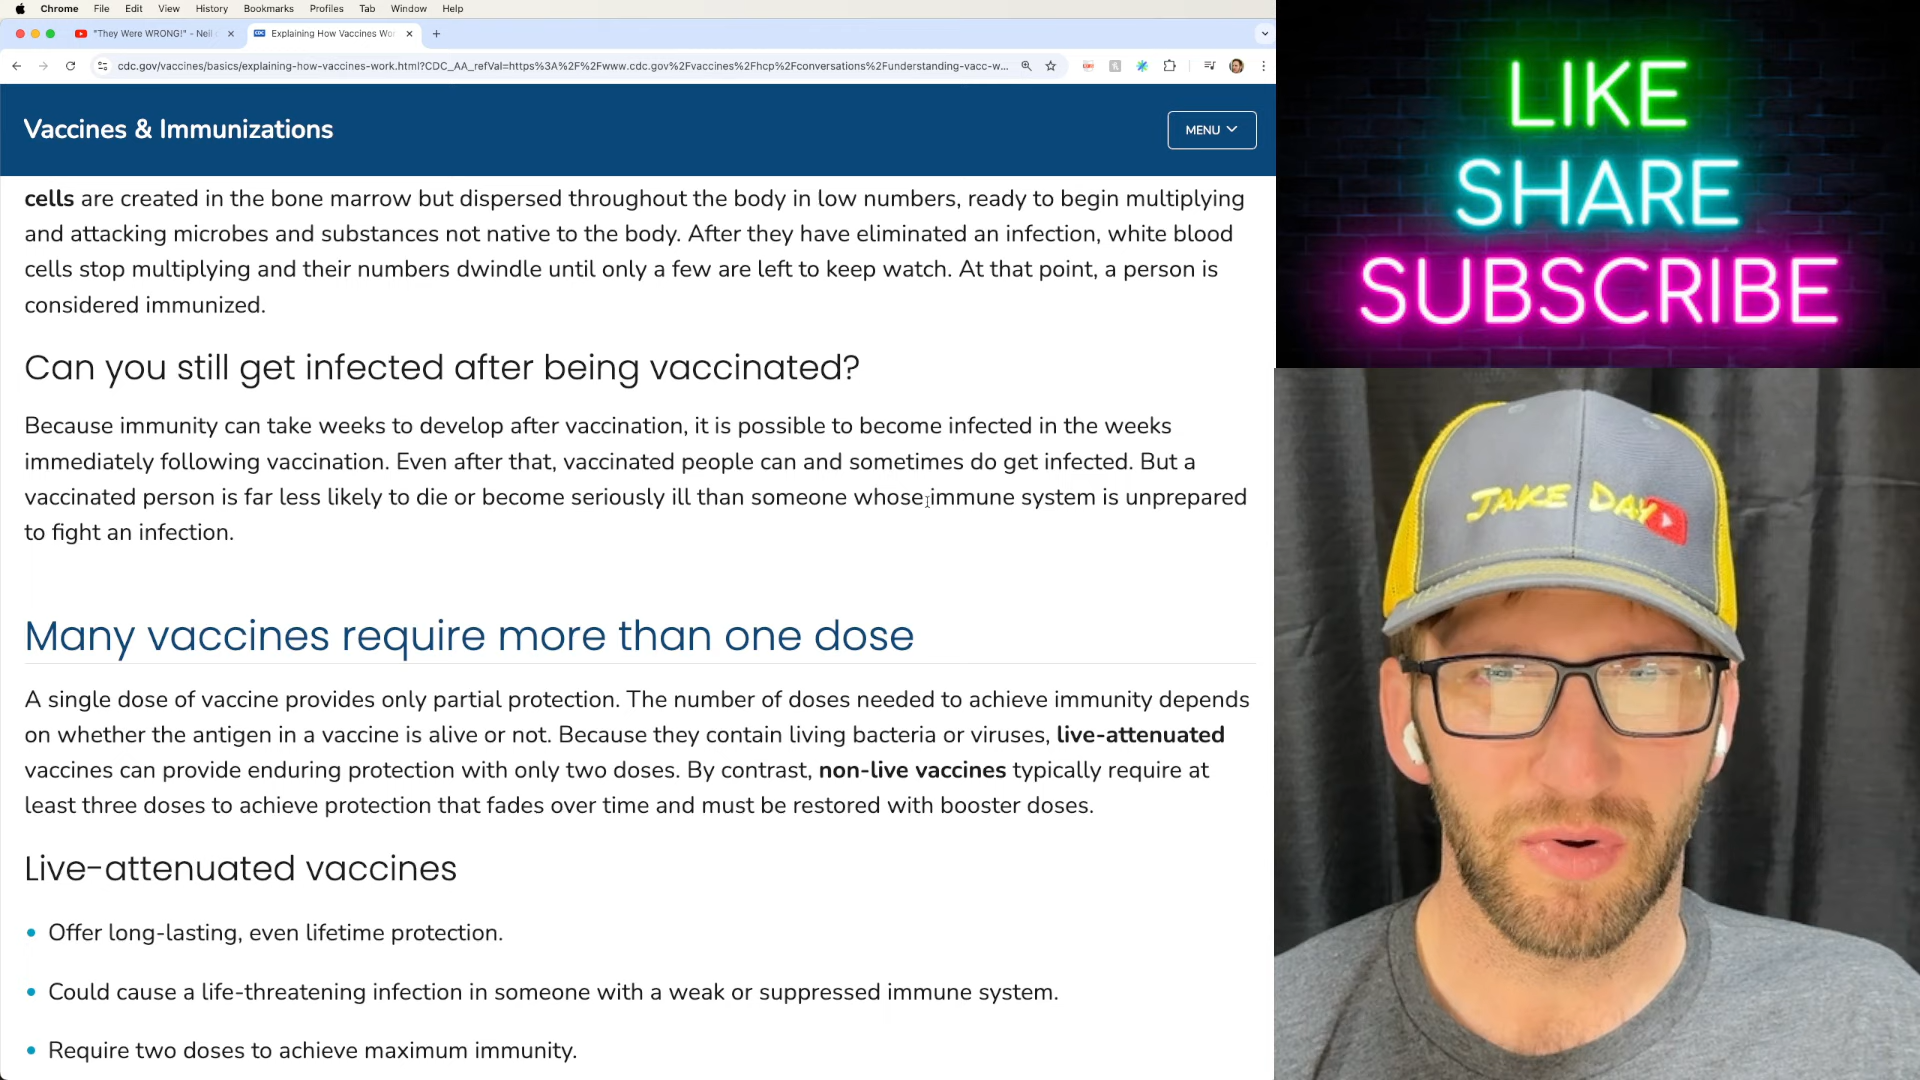 Chrome File Edit View History Bookmarks Profiles Tab Window Help
"They Were WRONG!" - Neil
CDC Explaining How Vaccines Wo
cdc.gov/vaccines/basics/explaining-how-vaccines-work.html?CDC_AA_refVal=https%3A%2F%2Fwww.cdc.gov%2Fvaccines%2Fhcp%2Fconversations%2Funderstanding-vacc-w...
Vaccines & Immunizations
MENU
cells are created in the bone marrow but dispersed throughout the body in low numbers, ready to begin multiplying
and attacking microbes and substances not native to the body. After they have eliminated an infection, white blood
cells stop multiplying and their numbers dwindle until only a few are left to keep watch. At that point, a person is
considered immunized.
Can you still get infected after being vaccinated?
Because immunity can take weeks to develop after vaccination, it is possible to become infected in the weeks
immediately following vaccination. Even after that, vaccinated people can and sometimes do get infected. But a
vaccinated person is far less likely to die or become seriously ill than someone whose immune system is unprepared
to fight an infection.
Many vaccines require more than one dose
A single dose of vaccine provides only partial protection. The number of doses needed to achieve immunity depends
on whether the antigen in a vaccine is alive or not. Because they contain living bacteria or viruses, live-attenuated
vaccines can provide enduring protection with only two doses. By contrast, non-live vaccines typically require at
least three doses to achieve protection that fades over time and must be restored with booster doses.
Live-attenuated vaccines
Offer long-lasting, even lifetime protection.
Could cause a life-threatening infection in someone with a weak or suppressed immune system.
Require two doses to achieve maximum immunity.
LIKE
SHARE
SUBSCRIBE
JAKE DAY